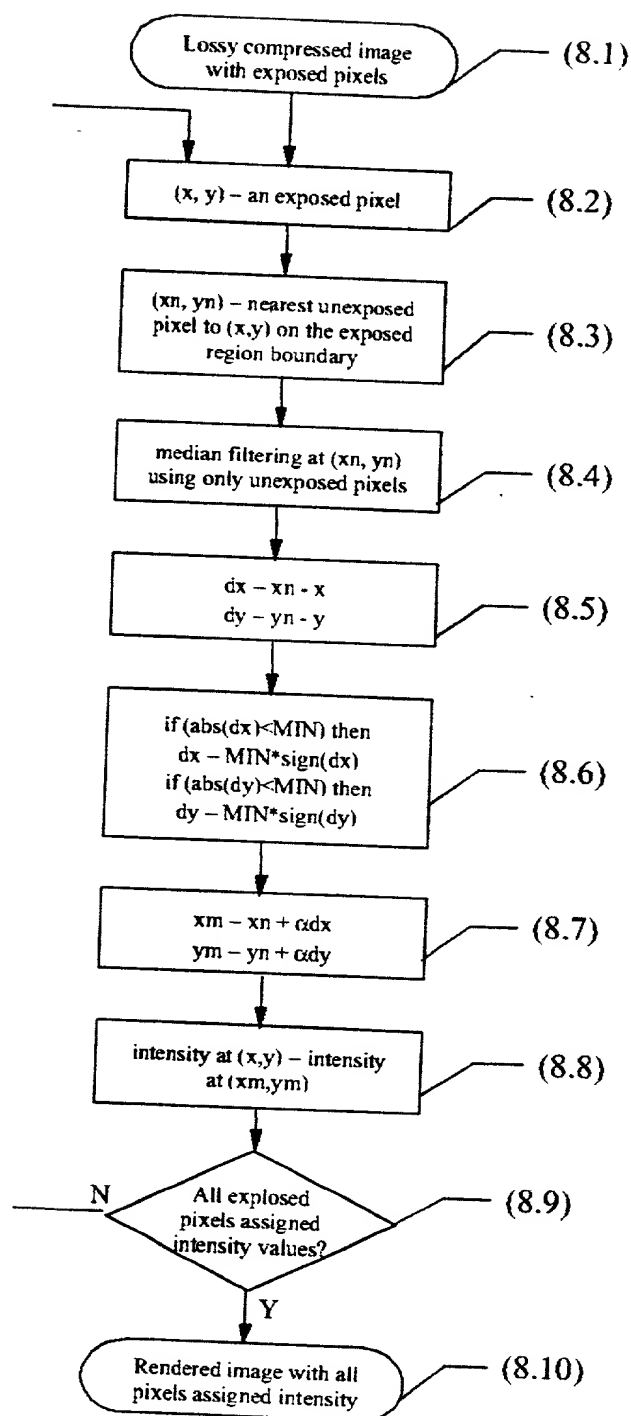 Lossy compressed image
with exposed pixels
(8.1)
(x, y) – an exposed pixel
(8.2)
(xn, yn) – nearest unexposed
pixel to (x,y) on the exposed
region boundary
(8.3)
median filtering at (xn, yn)
using only unexposed pixels
(8.4)
dx – xn - x
dy – yn - y
(8.5)
if (abs(dx)<MIN) then
dx – MIN*sign(dx)
if (abs(dy)<MIN) then
dy – MIN*sign(dy)
(8.6)
xm – xn + αdx
ym – yn + αdy
(8.7)
intensity at (x,y) – intensity
at (xm,ym)
(8.8)
N
All explosed
pixels assigned
intensity values?
(8.9)
Y
Rendered image with all
pixels assigned intensity
(8.10)